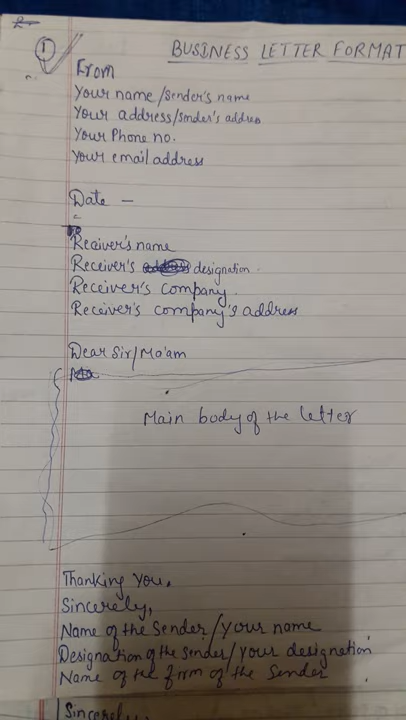 ①
BUSINESS LETTER FORMAT
From
Your name/Sender's name
Your address/Sender's address
Your Phone no.
Your email address
Date —
Receiver's name
Receiver's designation.
Receiver's company.
Receiver's company's address
Dear Sir/Ma'am
Main body of the letter
Thanking You,
Sincerely,
Name of the Sender/your name
Designation of the Sender/your designation
Name of the firm of the Sender
Sincerely,